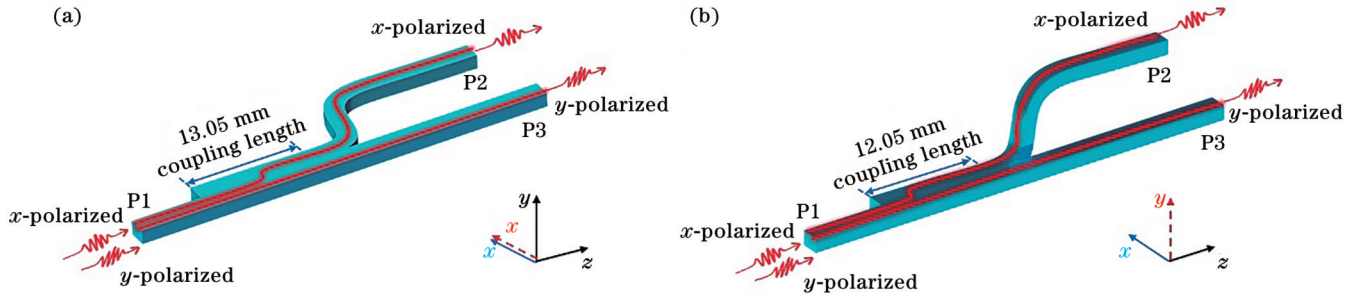 (a)
x-polarized
P2
y-polarized
P3
13.05 mm
coupling length
P1
x-polarized
y-polarized
y
x
x
z
(b)
x-polarized
P2
y-polarized
P3
12.05 mm
coupling length
P1
x-polarized
y-polarized
y
x
z